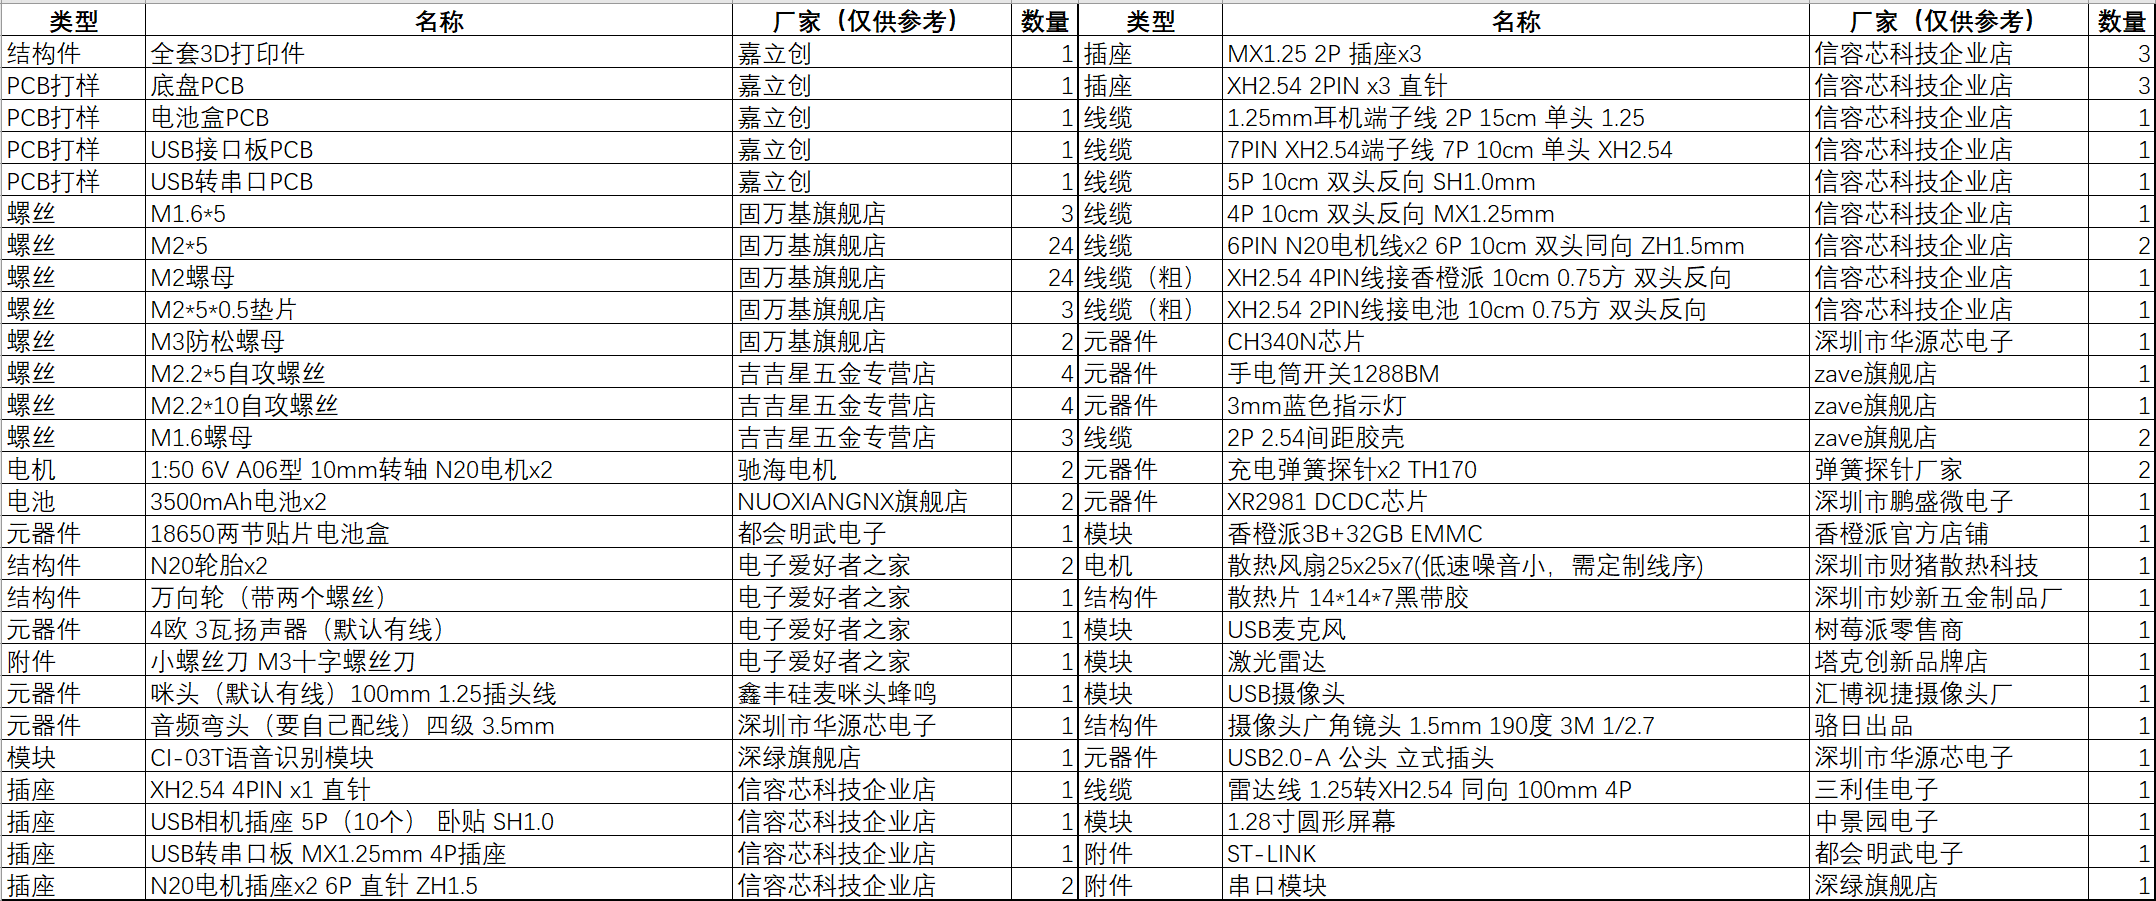 类型 名称 厂家（仅供参考） 数量 类型 名称 厂家（仅供参考） 数量
结构件 全套3D打印件 嘉立创 1 插座 MX1.25 2P 插座x3 信容芯科技企业店 3
PCB打样 底盘PCB 嘉立创 1 插座 XH2.54 2PIN x3 直针 信容芯科技企业店 3
PCB打样 电池盒PCB 嘉立创 1 线缆 1.25mm耳机端子线 2P 15cm 单头 1.25 信容芯科技企业店 1
PCB打样 USB接口板PCB 嘉立创 1 线缆 7PIN XH2.54端子线 7P 10cm 单头 XH2.54 信容芯科技企业店 1
PCB打样 USB转串口PCB 嘉立创 1 线缆 5P 10cm 双头反向 SH1.0mm 信容芯科技企业店 1
螺丝 M1.6*5 固万基旗舰店 3 线缆 4P 10cm 双头反向 MX1.25mm 信容芯科技企业店 1
螺丝 M2*5 固万基旗舰店 24 线缆 6PIN N20电机线x2 6P 10cm 双头同向 ZH1.5mm 信容芯科技企业店 2
螺丝 M2螺母 固万基旗舰店 24 线缆（粗） XH2.54 4PIN线接香橙派 10cm 0.75方 双头反向 信容芯科技企业店 1
螺丝 M2*5*0.5垫片 固万基旗舰店 3 线缆（粗） XH2.54 2PIN线接电池 10cm 0.75方 双头反向 信容芯科技企业店 1
螺丝 M3防松螺母 固万基旗舰店 2 元器件 CH340N芯片 深圳市华源芯电子 1
螺丝 M2.2*5自攻螺丝 吉吉星五金专营店 4 元器件 手电筒开关1288BM zave旗舰店 1
螺丝 M2.2*10自攻螺丝 吉吉星五金专营店 4 元器件 3mm蓝色指示灯 zave旗舰店 1
螺丝 M1.6螺母 吉吉星五金专营店 3 线缆 2P 2.54间距胶壳 zave旗舰店 2
电机 1:50 6V A06型 10mm转轴 N20电机x2 驰海电机 2 元器件 充电弹簧探针x2 TH170 弹簧探针厂家 2
电池 3500mAh电池x2 NUOXIANGNX旗舰店 2 元器件 XR2981 DCDC芯片 深圳市鹏盛微电子 1
元器件 18650两节贴片电池盒 都会明武电子 1 模块 香橙派3B+32GB EMMC 香橙派官方店铺 1
结构件 N20轮胎x2 电子爱好者之家 2 电机 散热风扇25x25x7(低速噪音小，需定制线序) 深圳市财猪散热科技 1
结构件 万向轮（带两个螺丝） 电子爱好者之家 1 结构件 散热片 14*14*7黑带胶 深圳市妙新五金制品厂 1
元器件 4欧 3瓦扬声器（默认有线） 电子爱好者之家 1 模块 USB麦克风 树莓派零售商 1
附件 小螺丝刀 M3十字螺丝刀 电子爱好者之家 1 模块 激光雷达 塔克创新品牌店 1
元器件 咪头（默认有线）100mm 1.25插头线 鑫丰硅麦咪头蜂鸣 1 模块 USB摄像头 汇博视捷摄像头厂 1
元器件 音频弯头（要自己配线）四级 3.5mm 深圳市华源芯电子 1 结构件 摄像头广角镜头 1.5mm 190度 3M 1/2.7 骆日出品 1
模块 CI-03T语音识别模块 深绿旗舰店 1 元器件 USB2.0-A 公头 立式插头 深圳市华源芯电子 1
插座 XH2.54 4PIN x1 直针 信容芯科技企业店 1 线缆 雷达线 1.25转XH2.54 同向 100mm 4P 三利佳电子 1
插座 USB相机插座 5P（10个） 卧贴 SH1.0 信容芯科技企业店 1 模块 1.28寸圆形屏幕 中景园电子 1
插座 USB转串口板 MX1.25mm 4P插座 信容芯科技企业店 1 附件 ST-LINK 都会明武电子 1
插座 N20电机插座x2 6P 直针 ZH1.5 信容芯科技企业店 2 附件 串口模块 深绿旗舰店 1